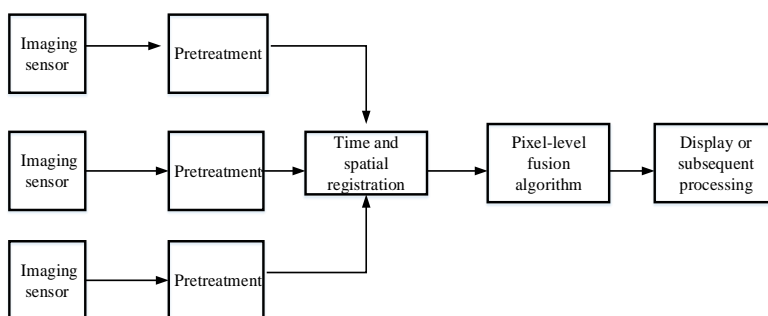 Imaging
sensor
Pretreatment
Imaging
sensor
Pretreatment
Time and
spatial
registration
Pixel-level
fusion
algorithm
Display or
subsequent
processing
Imaging
sensor
Pretreatment